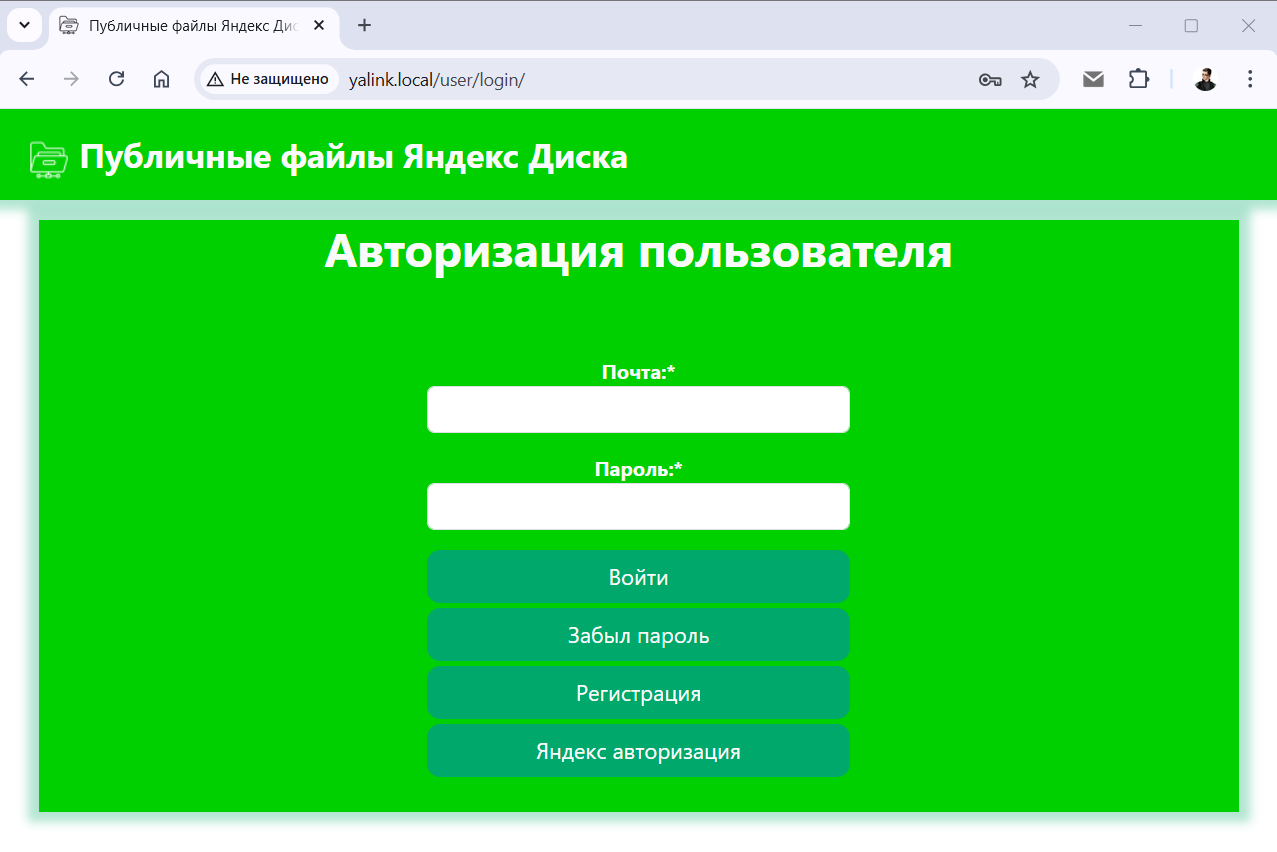 Публичные файлы Яндекс Дис
Не защищено
yalink.local/user/login/
Публичные файлы Яндекс Диска
Авторизация пользователя
Почта:*
Пароль:*
Войти
Забыл пароль
Регистрация
Яндекс авторизация